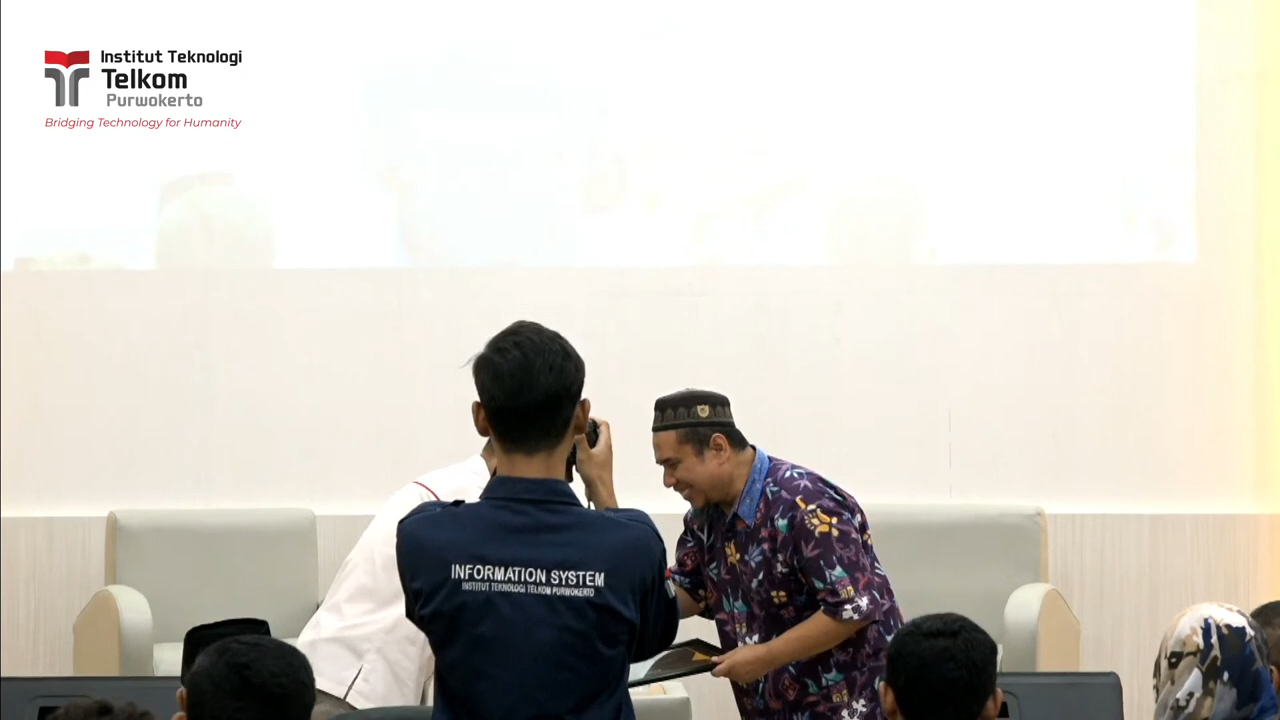 Institut Teknologi
Telkom
Purwokerto
Bridging Technology for Humanity
INFORMATION SYSTEM
INSTITUT TEKNOLOGI TELKOM PURWOKERTO